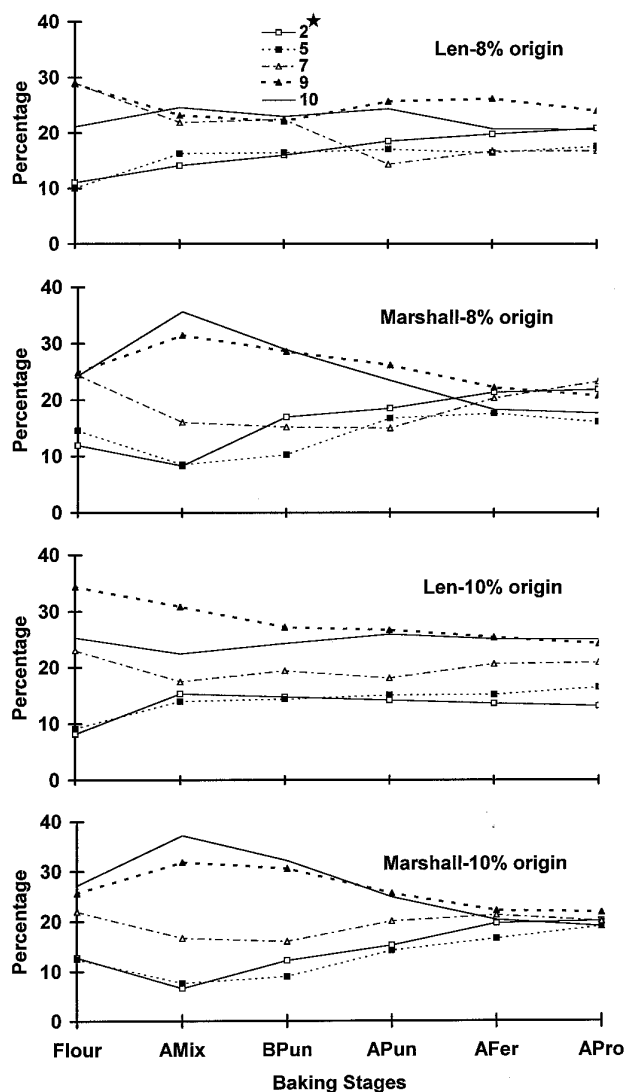 2★
5
7
9
10
Len-8% origin
Percentage
40
30
20
10
0
Marshall-8% origin
Percentage
40
30
20
10
0
Len-10% origin
Percentage
40
30
20
10
0
Marshall-10% origin
Percentage
40
30
20
10
0
Flour AMix BPun APun AFer APro
Baking Stages